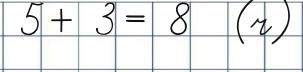 5 + 3 = 8 (г)